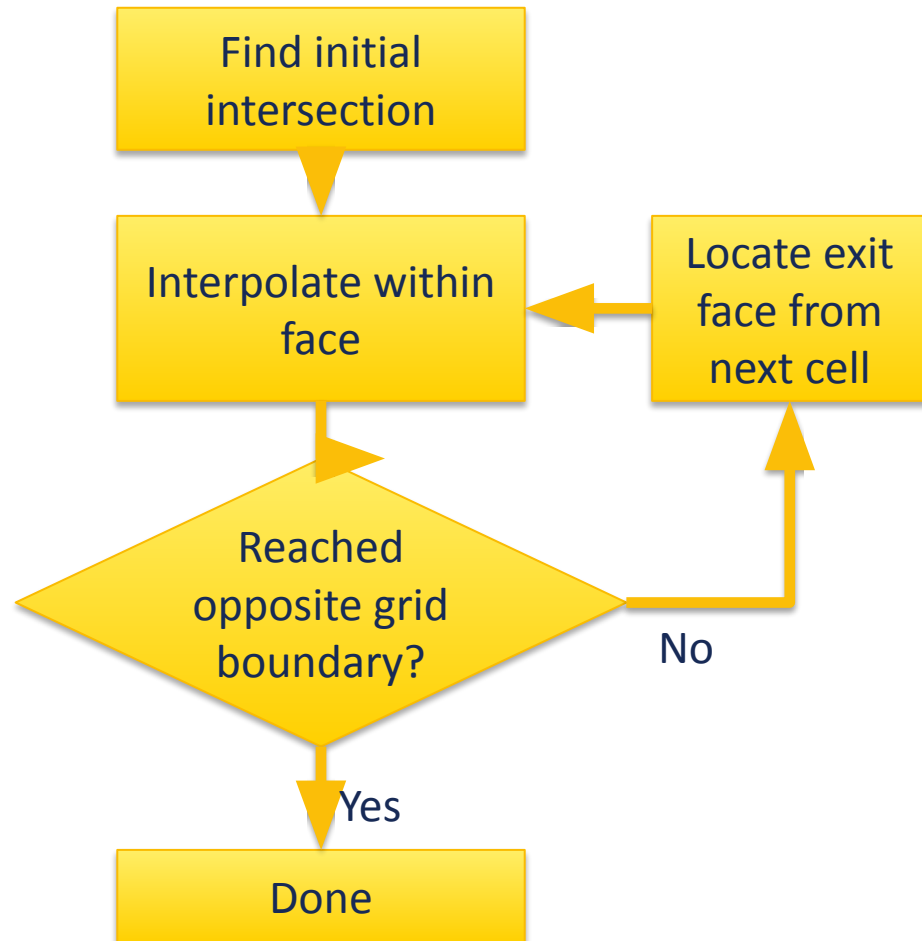 Find initial
intersection
Interpolate within
face
Locate exit
face from
next cell
Reached
opposite grid
boundary?
No
Yes
Done